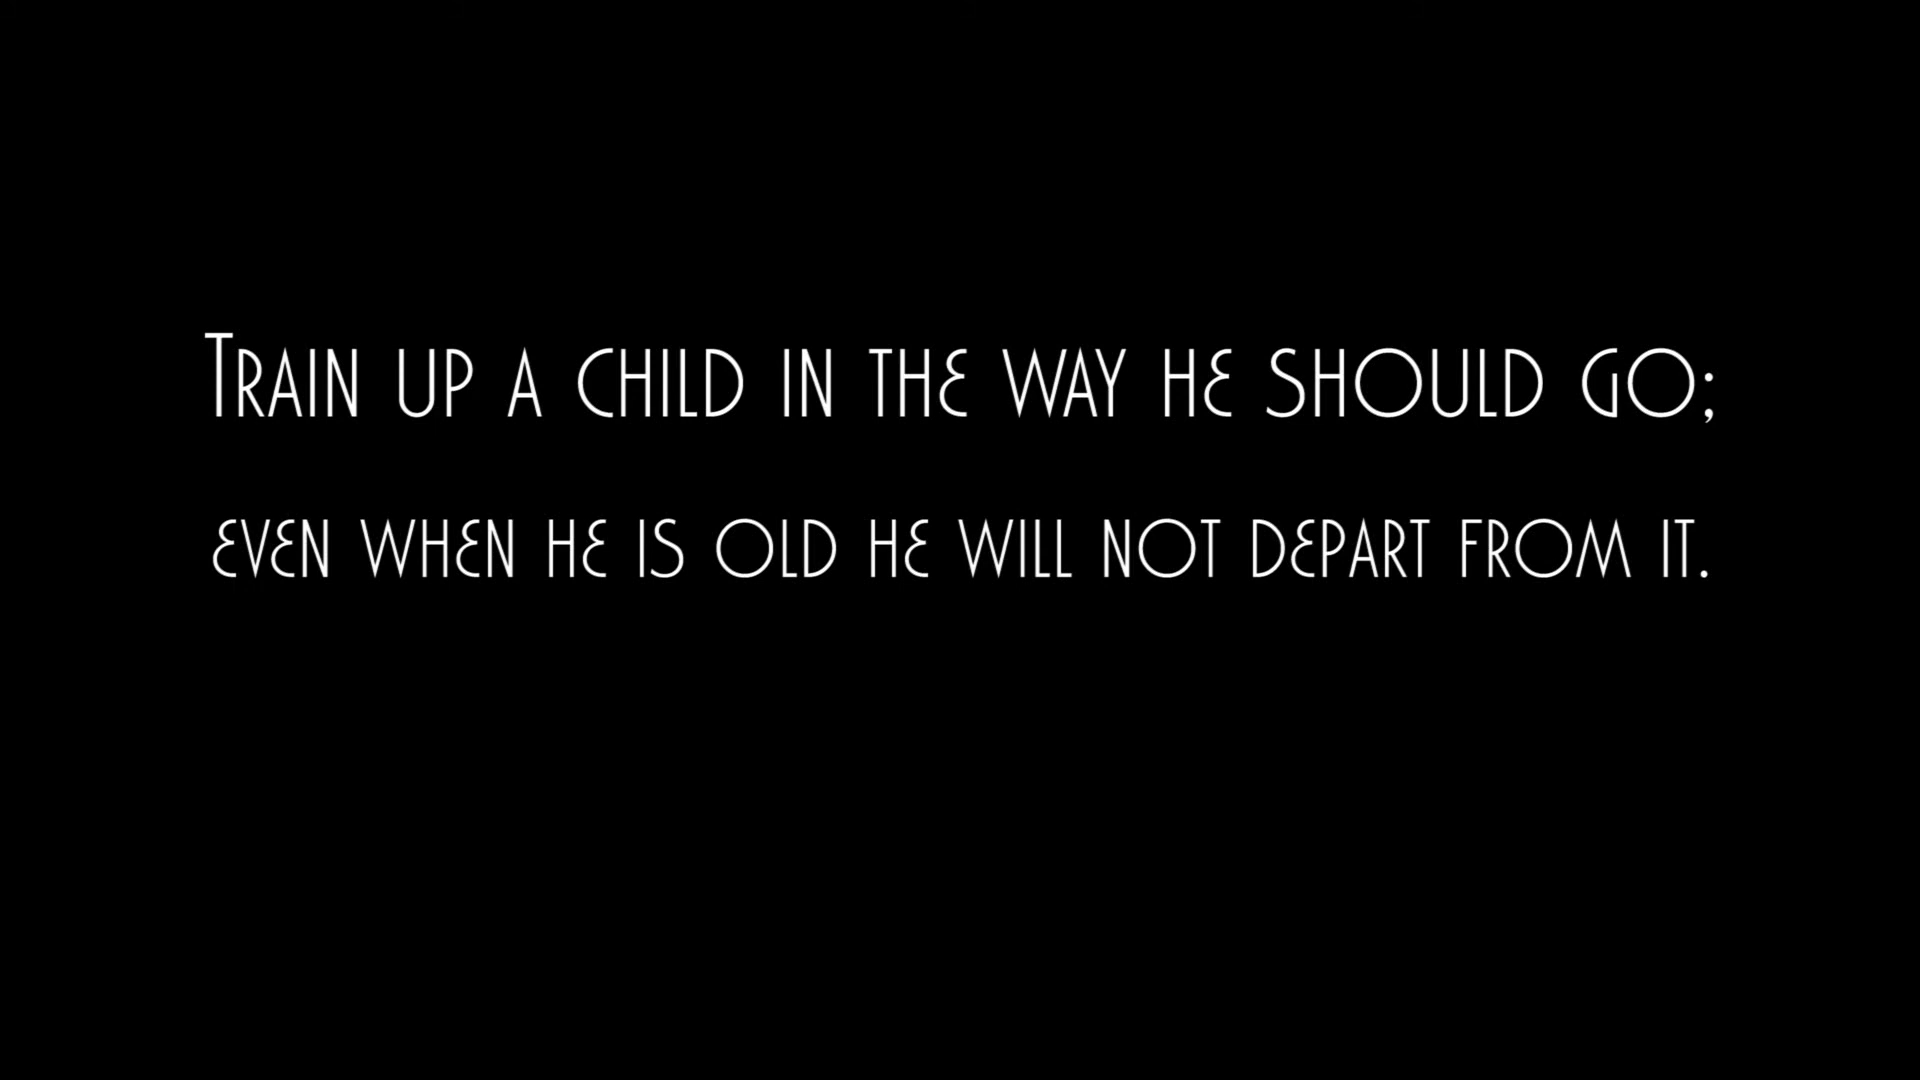 Train up a child in the way he should go;
even when he is old he will not depart from it.